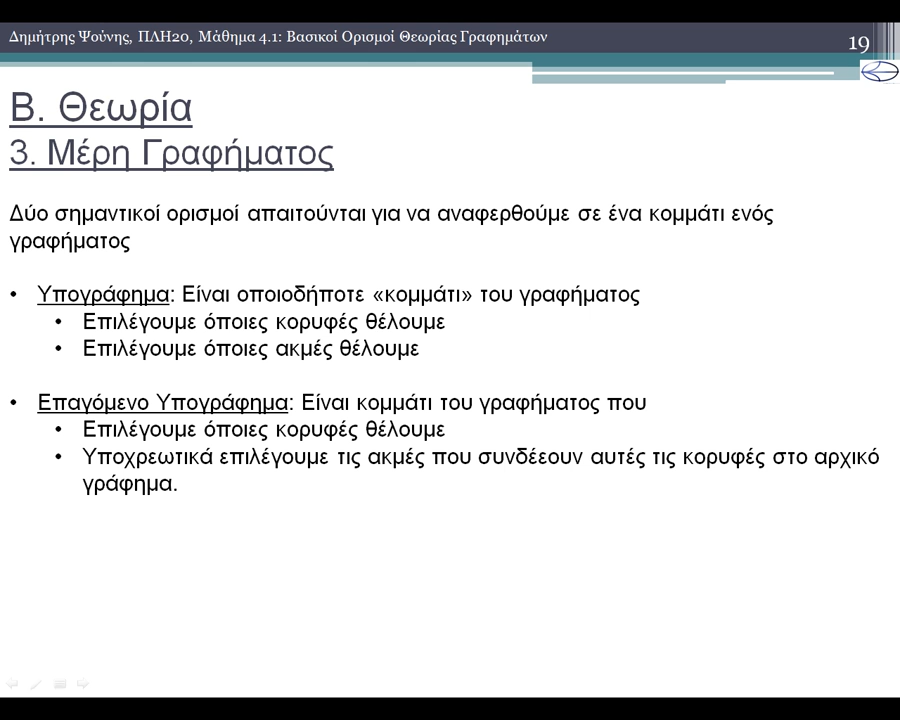 Δημήτρης Ψούνης, ΠΛΗ20, Μάθημα 4.1: Βασικοί Ορισμοί Θεωρίας Γραφημάτων
19
Β. Θεωρία
3. Μέρη Γραφήματος
Δύο σημαντικοί ορισμοί απαιτούνται για να αναφερθούμε σε ένα κομμάτι ενός
γραφήματος
• Υπογράφημα: Είναι οποιοδήποτε «κομμάτι» του γραφήματος
• Επιλέγουμε όποιες κορυφές θέλουμε
• Επιλέγουμε όποιες ακμές θέλουμε
• Επαγόμενο Υπογράφημα: Είναι κομμάτι του γραφήματος που
• Επιλέγουμε όποιες κορυφές θέλουμε
• Υποχρεωτικά επιλέγουμε τις ακμές που συνδέεουν αυτές τις κορυφές στο αρχικό
γράφημα.